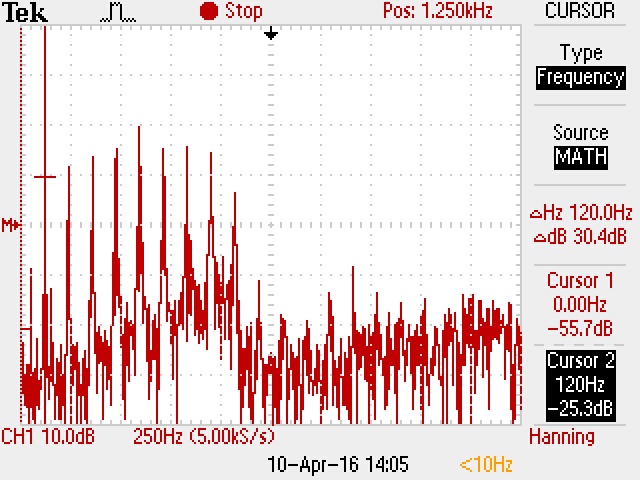 Tek Stop Pos: 1.250kHz CURSOR
Type
Frequency
Source
MATH
M
△Hz 120.0Hz
△dB 30.4dB
Cursor 1
0.00Hz
−55.7dB
Cursor 2
120Hz
−25.3dB
CH1 10.0dB 250Hz (5.00kS/s) Hanning
10-Apr-16 14:05 <10Hz